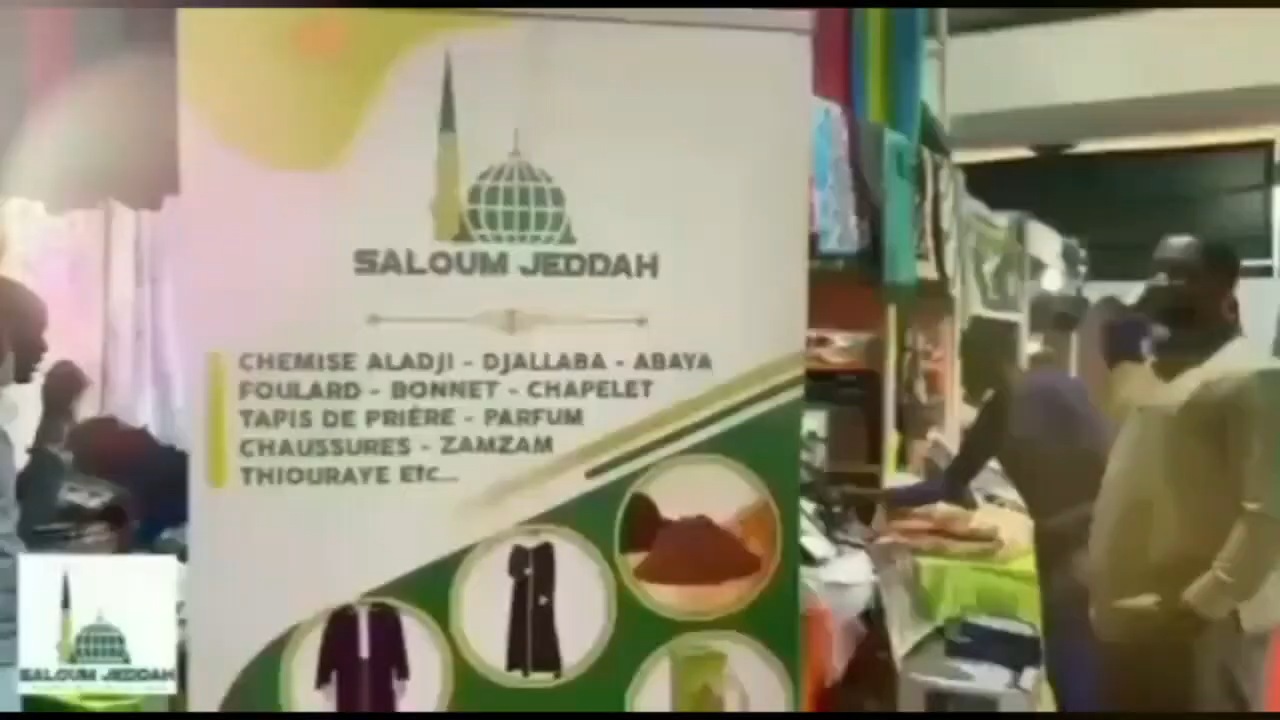 SALOUM JEDDAH
CHEMISE ALADJI - DJALLABA - ABAYA
FOULARD - BONNET - CHAPELET
TAPIS DE PRIÈRE - PARFUM
CHAUSSURES - ZAMZAM
THIOURAYE Etc...
SALOUM JEDDAH